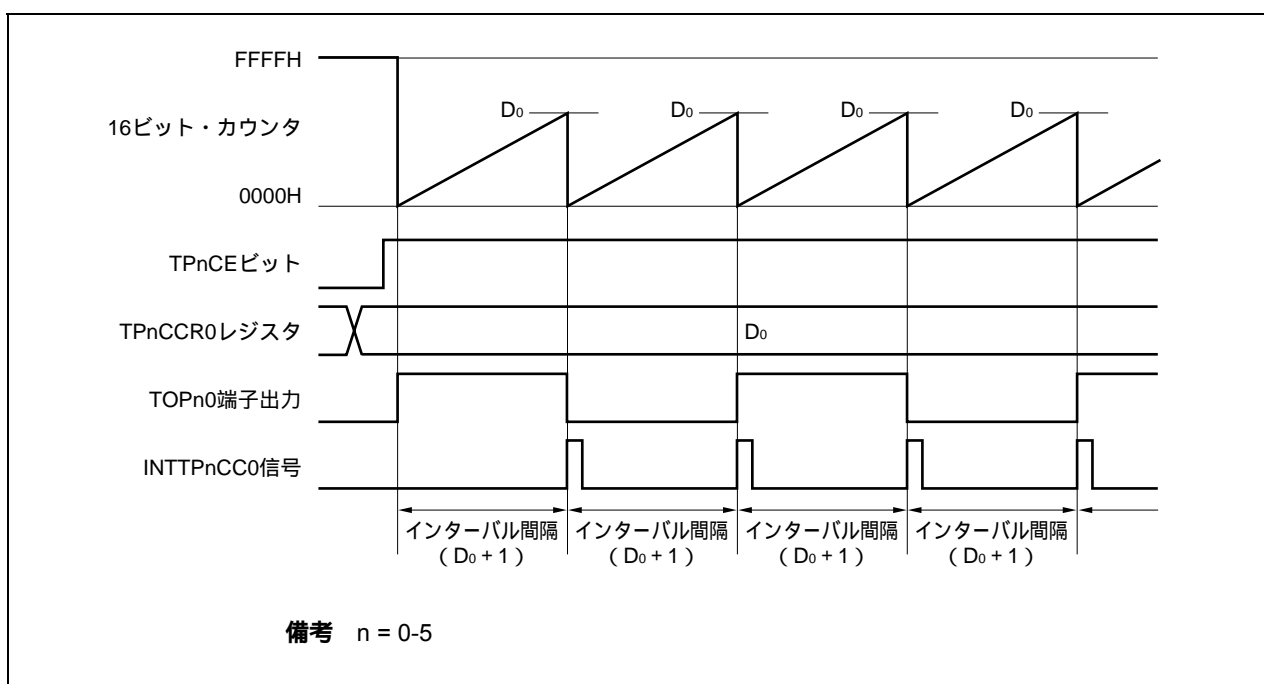 FFFFH
D0 D0 D0 D0
16ビット・カウンタ
0000H
TPnCEビット
TPnCCR0レジスタ D0
TOPn0端子出力
INTTPnCC0信号
インターバル間隔 インターバル間隔 インターバル間隔 インターバル間隔
(D0 + 1) (D0 + 1) (D0 + 1) (D0 + 1)
備考 n = 0-5